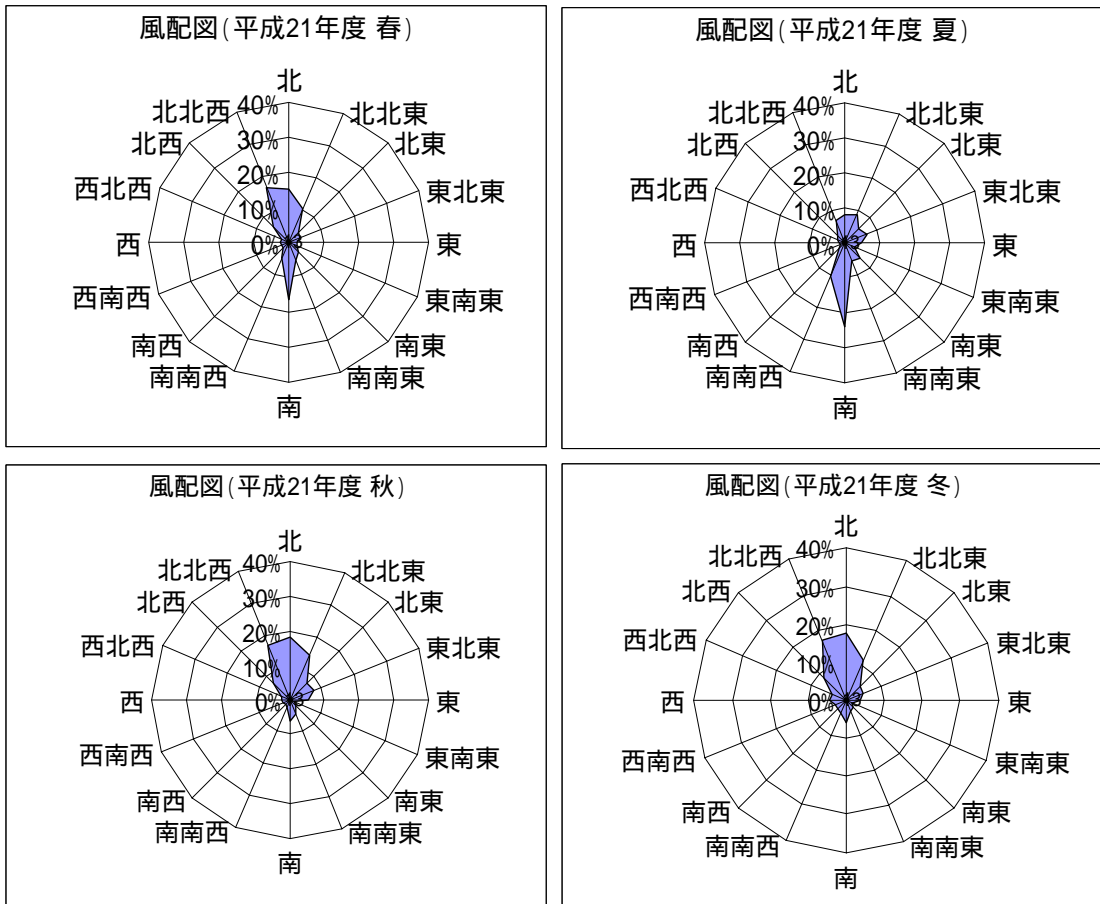 風配図(平成21年度 春)
北
北北東
北東
東北東
東
東南東
南東
南南東
南
南南西
南西
西南西
西
西北西
北西
北北西
40%
30%
20%
10%
0%
3
風配図(平成21年度 夏)
北
北北東
北東
東北東
東
東南東
南東
南南東
南
南南西
南西
西南西
西
西北西
北西
北北西
40%
30%
20%
10%
0%
3
風配図(平成21年度 秋)
北
北北東
北東
東北東
東
東南東
南東
南南東
南
南南西
南西
西南西
西
西北西
北西
北北西
40%
30%
20%
10%
0%
3
風配図(平成21年度 冬)
北
北北東
北東
東北東
東
東南東
南東
南南東
南
南南西
南西
西南西
西
西北西
北西
北北西
40%
30%
20%
10%
0%
3